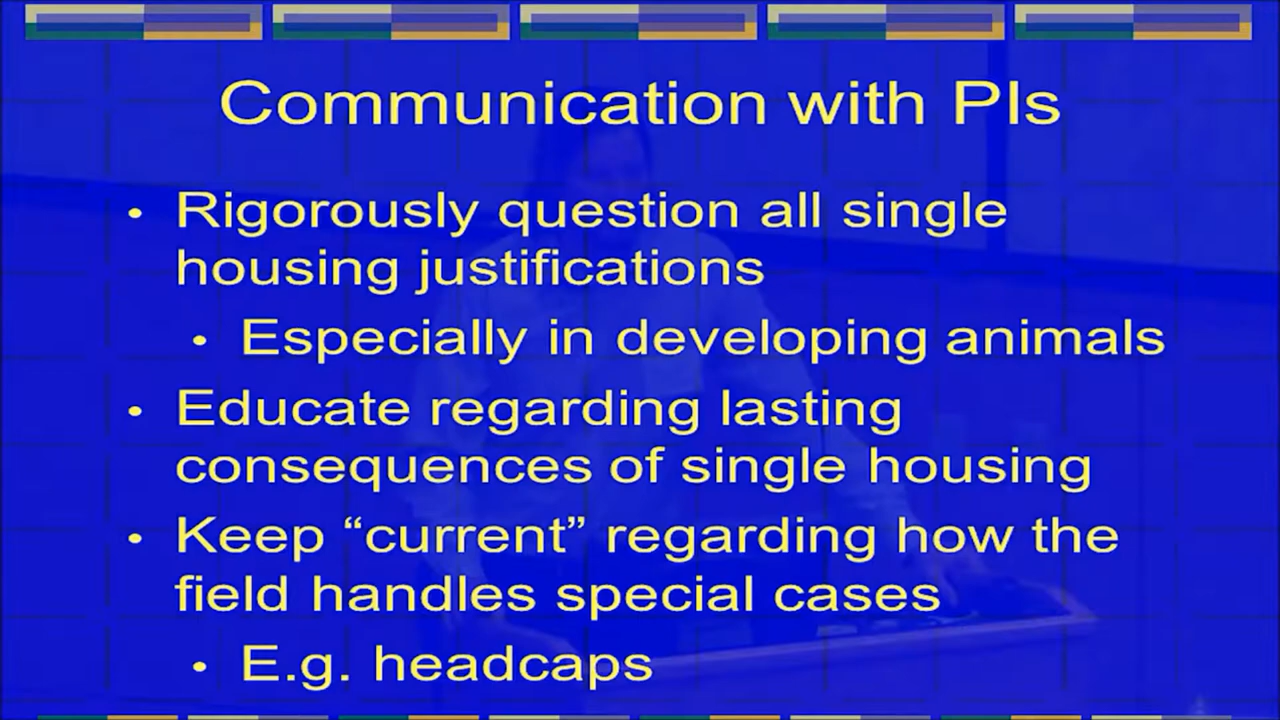 Communication with PIs
• Rigorously question all single
housing justifications
• Especially in developing animals
• Educate regarding lasting
consequences of single housing
• Keep “current” regarding how the
field handles special cases
• E.g. headcaps